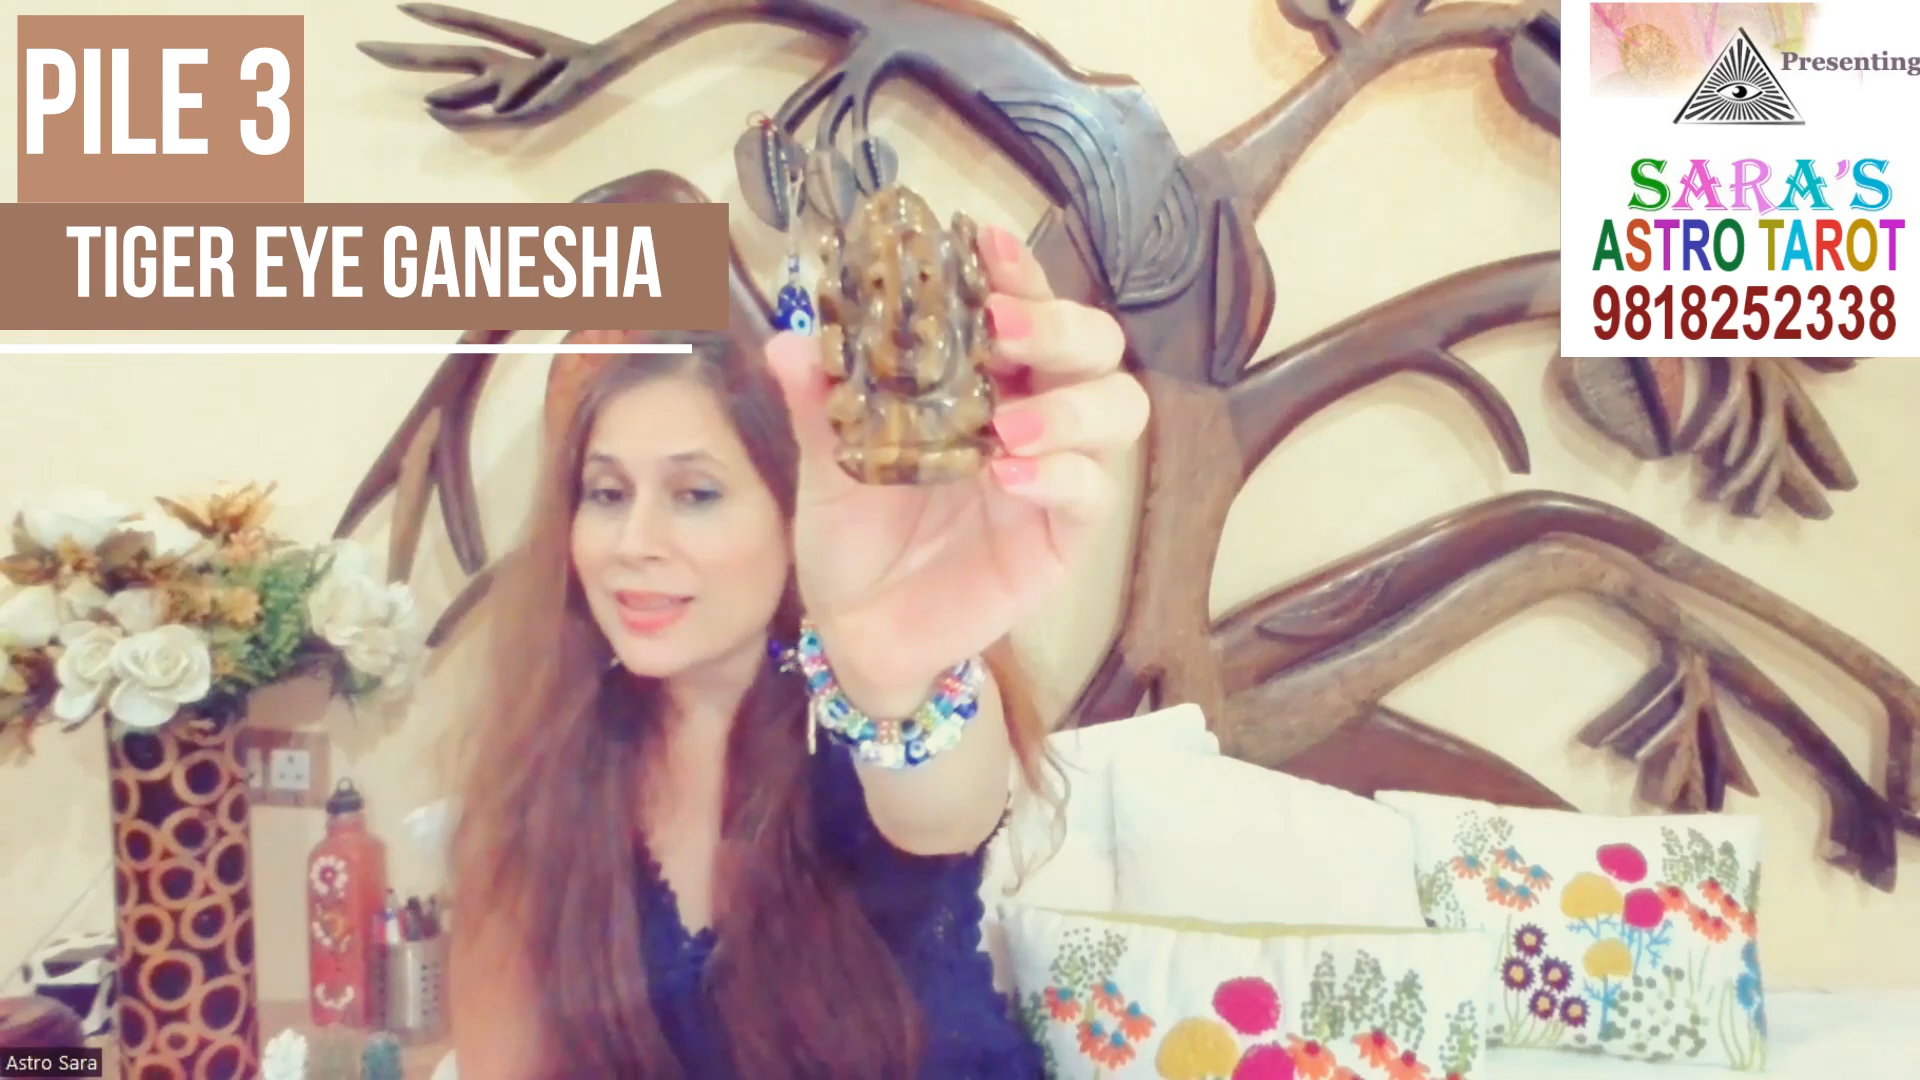 PILE 3
TIGER EYE GANESHA
Presenting
SARA'S
ASTRO TAROT
9818252338
Astro Sara